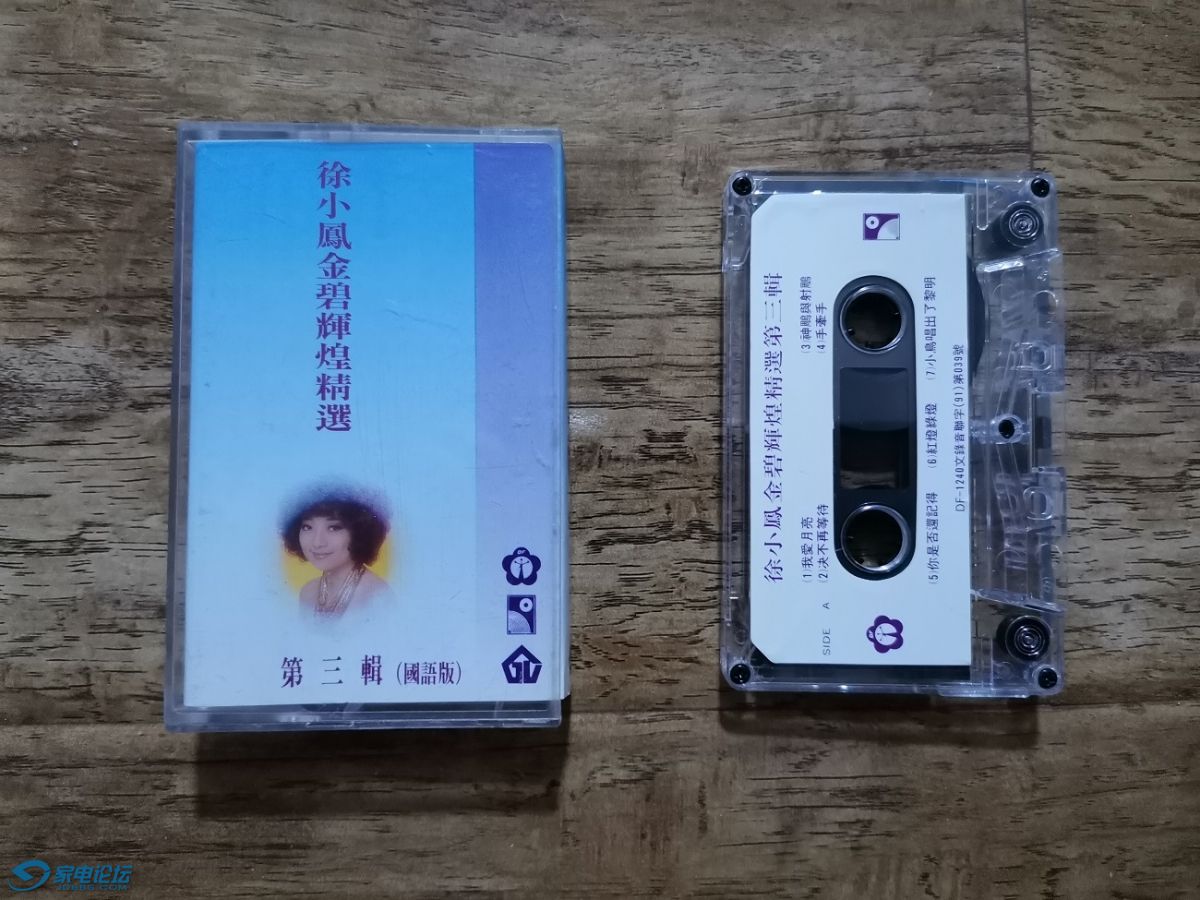 徐小鳳金碧輝煌精選
第三輯(國語版)
徐小鳳金碧輝煌精選第三輯
(1)我愛月亮
(2)決不再等待
(3)神鵰與射鵰
(4)手牽手
SIDE A
(5)你是否還記得
(6)紅燈綠燈
(7)小鳥唱出了黎明
DF-1240文錄音聯字(91)第039號
家电论坛
JDBBS.COM